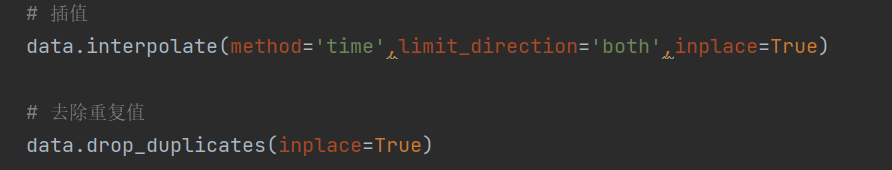 # 插值
data.interpolate(method='time',limit_direction='both',inplace=True)
# 去除重复值
data.drop_duplicates(inplace=True)